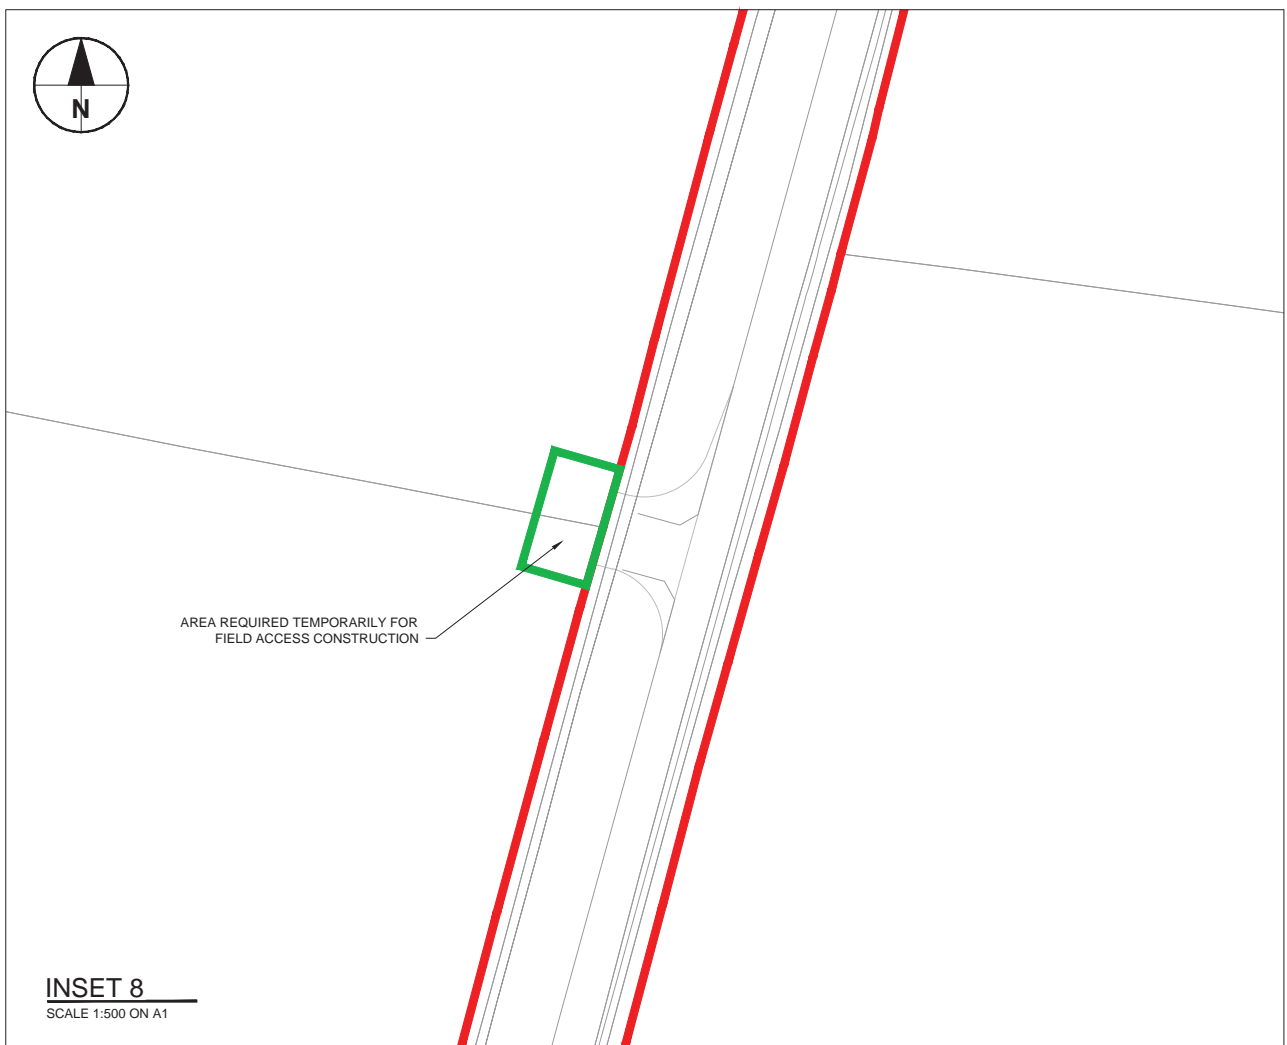 N
AREA REQUIRED TEMPORARILY FOR
FIELD ACCESS CONSTRUCTION
INSET 8
SCALE 1:500 ON A1